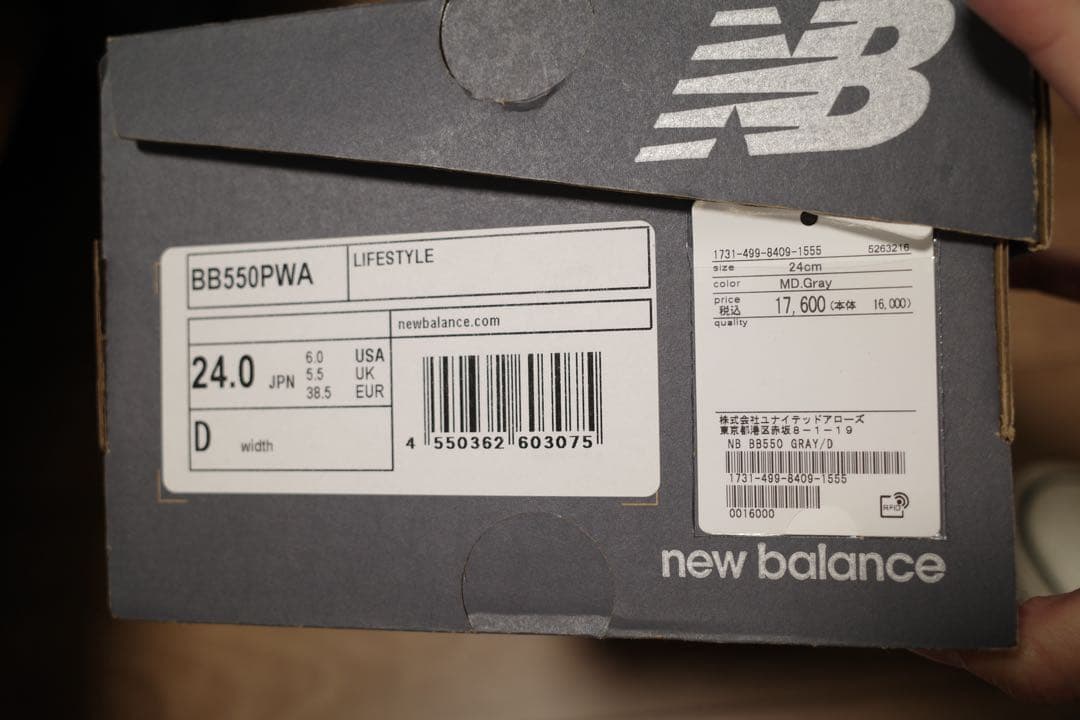 NB
BB550PWA
LIFESTYLE
newbalance.com
24.0 JPN
6.0 USA
5.5 UK
38.5 EUR
D width
4 550362 603075
1731-499-8409-1555 5263216
size 24cm
color MD.Gray
price 税込 17,600 (本体 16,000)
quality
株式会社ユナイテッドアローズ
東京都港区赤坂8-1-19
NB BB550 GRAY/D
1731-499-8409-1555
0016000
RFID
new balance